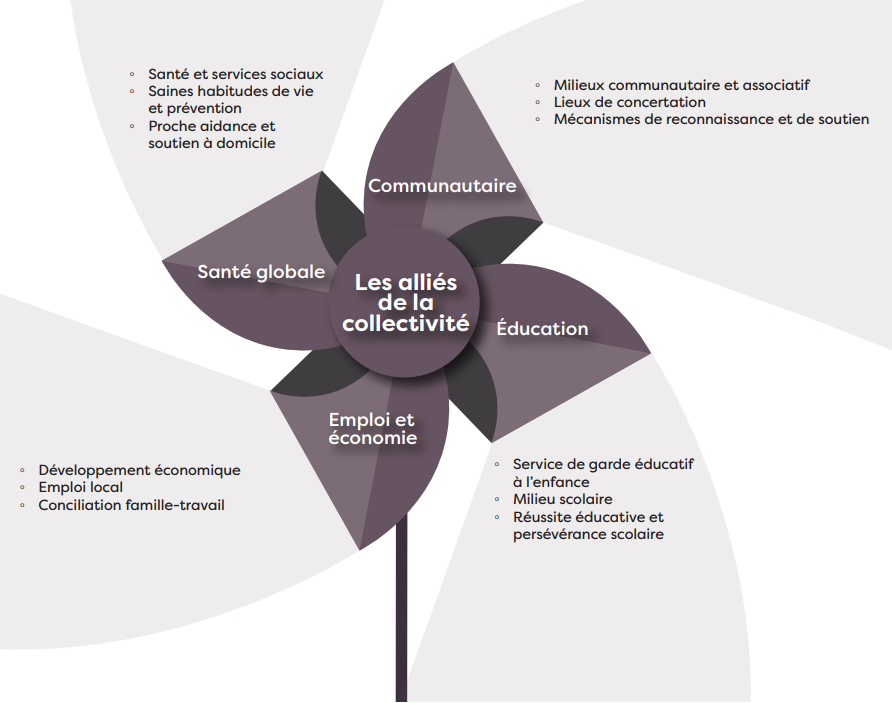 ◦ Santé et services sociaux
◦ Saines habitudes de vie
et prévention
◦ Proche aidance et
soutien à domicile
◦ Milieux communautaire et associatif
◦ Lieux de concertation
◦ Mécanismes de reconnaissance et de soutien
Communautaire
Santé globale
Les alliés
de la
collectivité
Éducation
Emploi et
économie
◦ Développement économique
◦ Emploi local
◦ Conciliation famille-travail
◦ Service de garde éducatif
à l'enfance
◦ Milieu scolaire
◦ Réussite éducative et
persévérance scolaire